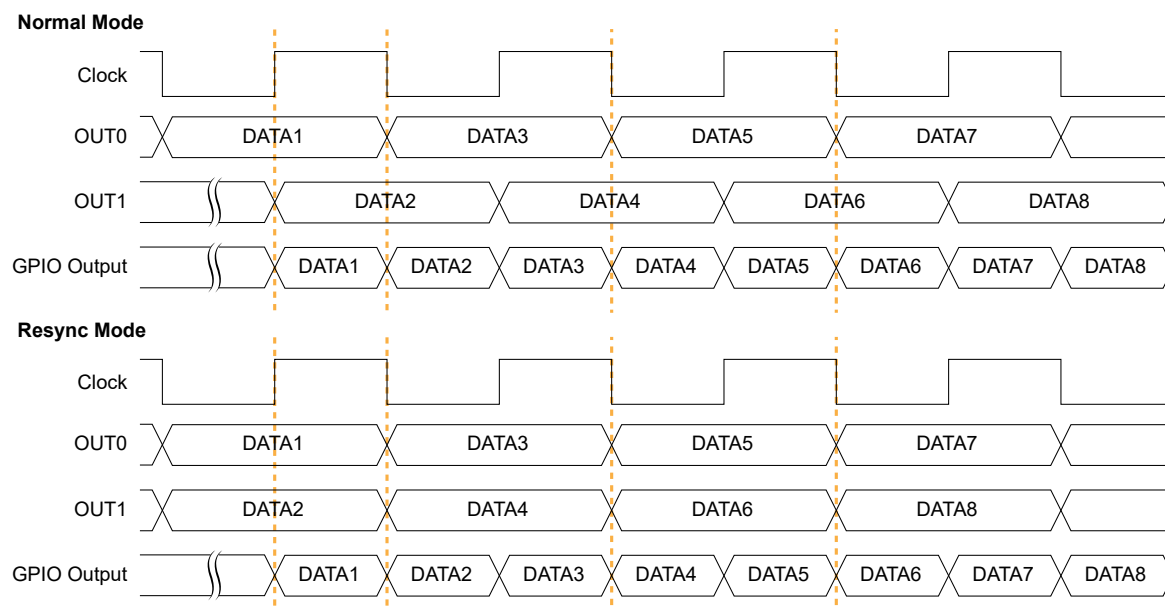 Normal Mode
Clock
OUT0 DATA1 DATA3 DATA5 DATA7
OUT1 DATA2 DATA4 DATA6 DATA8
GPIO Output DATA1 DATA2 DATA3 DATA4 DATA5 DATA6 DATA7 DATA8
Resync Mode
Clock
OUT0 DATA1 DATA3 DATA5 DATA7
OUT1 DATA2 DATA4 DATA6 DATA8
GPIO Output DATA1 DATA2 DATA3 DATA4 DATA5 DATA6 DATA7 DATA8